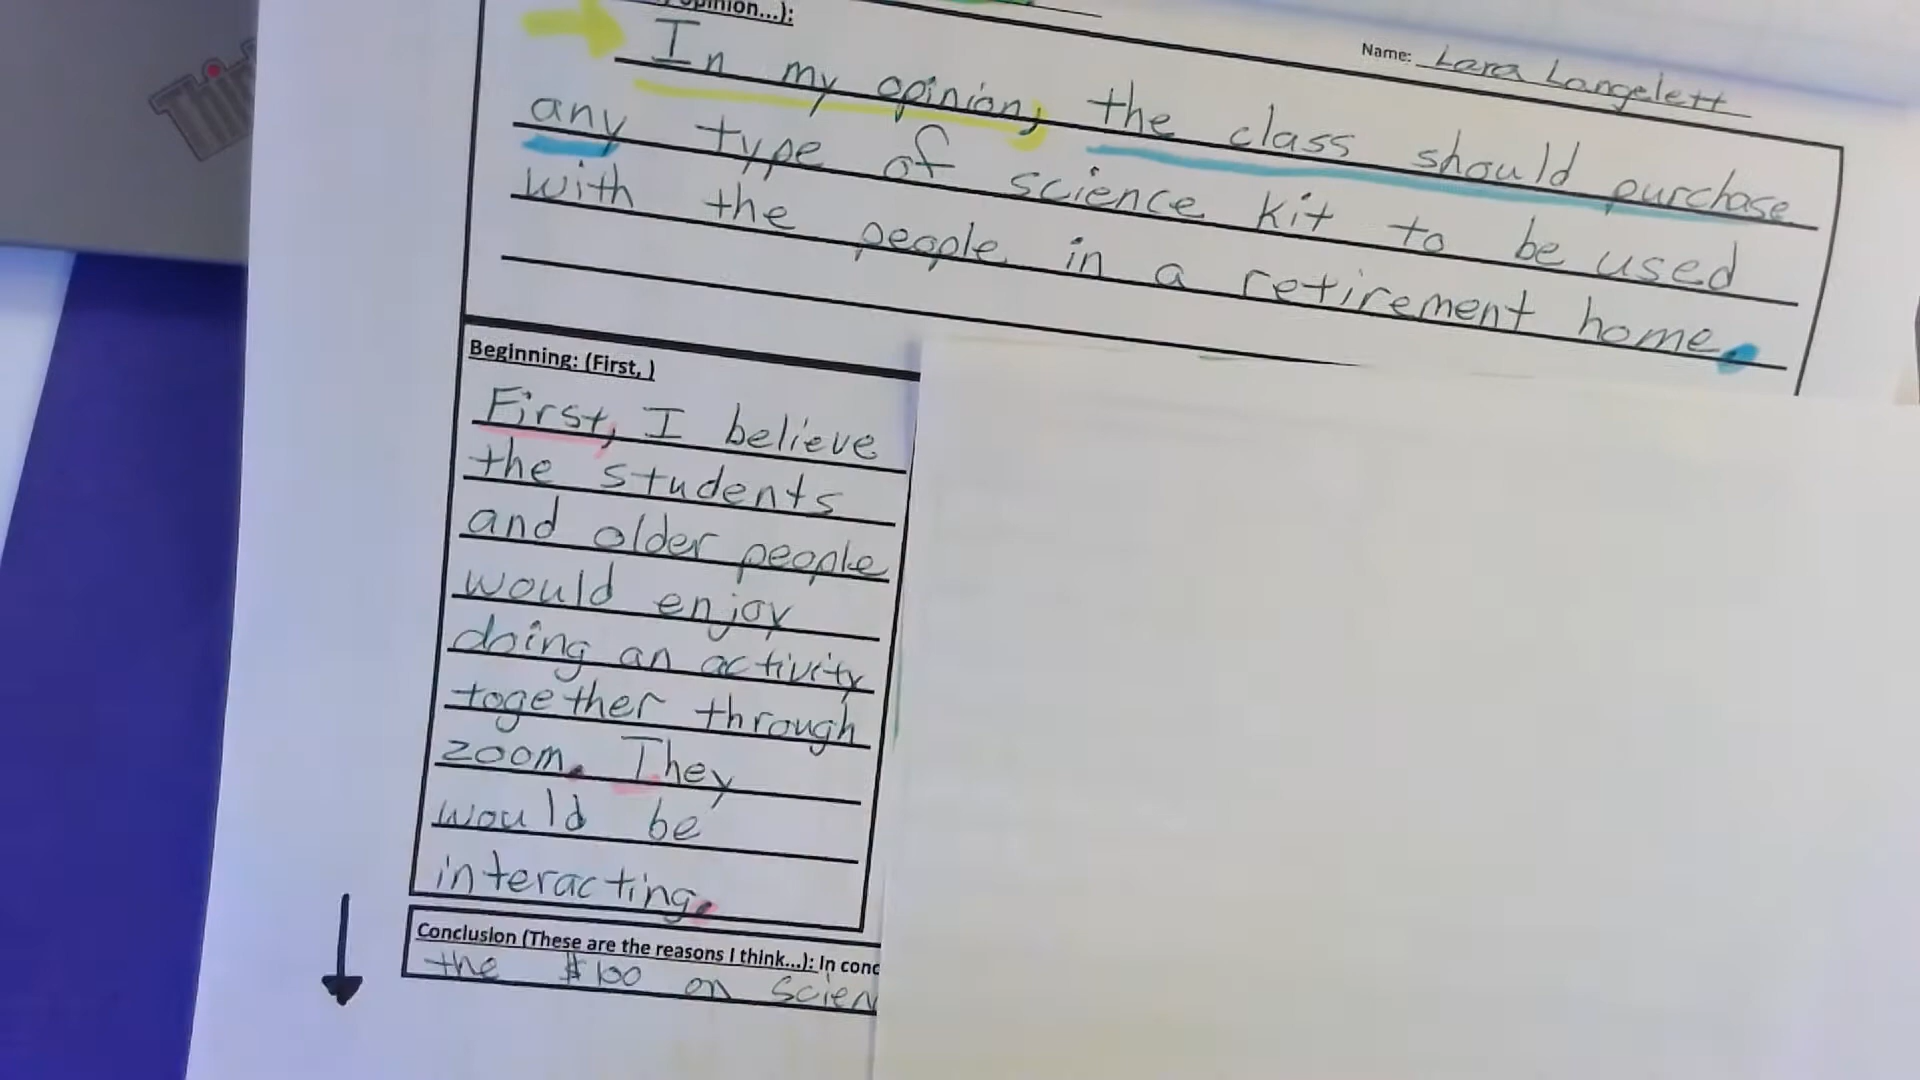 opinion...):
Name: Lara Langelett
In my opinion, the class should purchase
any type of science kit to be used
with the people in a retirement home.
Beginning: (First, )
First, I believe
the students
and older people
would enjoy
doing an activity
together through
zoom. They
would be
interacting.
Conclusion (These are the reasons I think...): In conc
the $100 on Scien
Thin